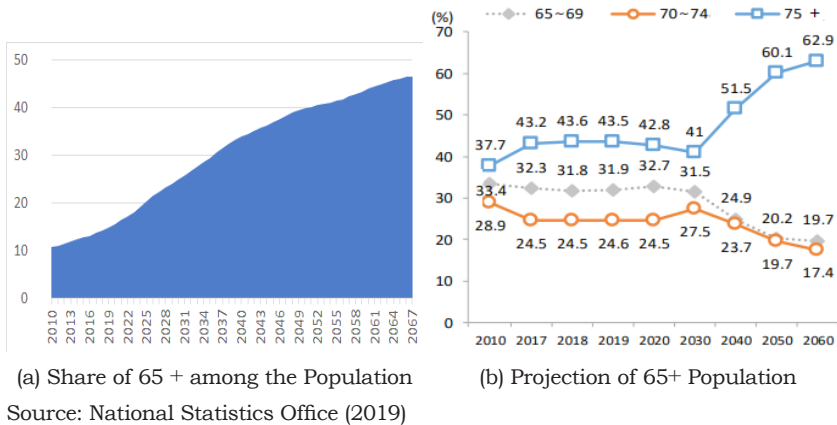 50
40
30
20
10
0
2010 2013 2016 2019 2022 2025 2028 2031 2034 2037 2040 2043 2046 2049 2052 2055 2058 2061 2064 2067
(%) 65~69 70~74 75 +
70
60
50
40
30
20
10
0
37.7 43.2 43.6 43.5 42.8 41 51.5 60.1 62.9
33.4 32.3 31.8 31.9 32.7 31.5 24.9 20.2 19.7
28.9 24.5 24.5 24.6 24.5 27.5 23.7 19.7 17.4
2010 2017 2018 2019 2020 2030 2040 2050 2060
(a) Share of 65 + among the Population
(b) Projection of 65+ Population
Source: National Statistics Office (2019)